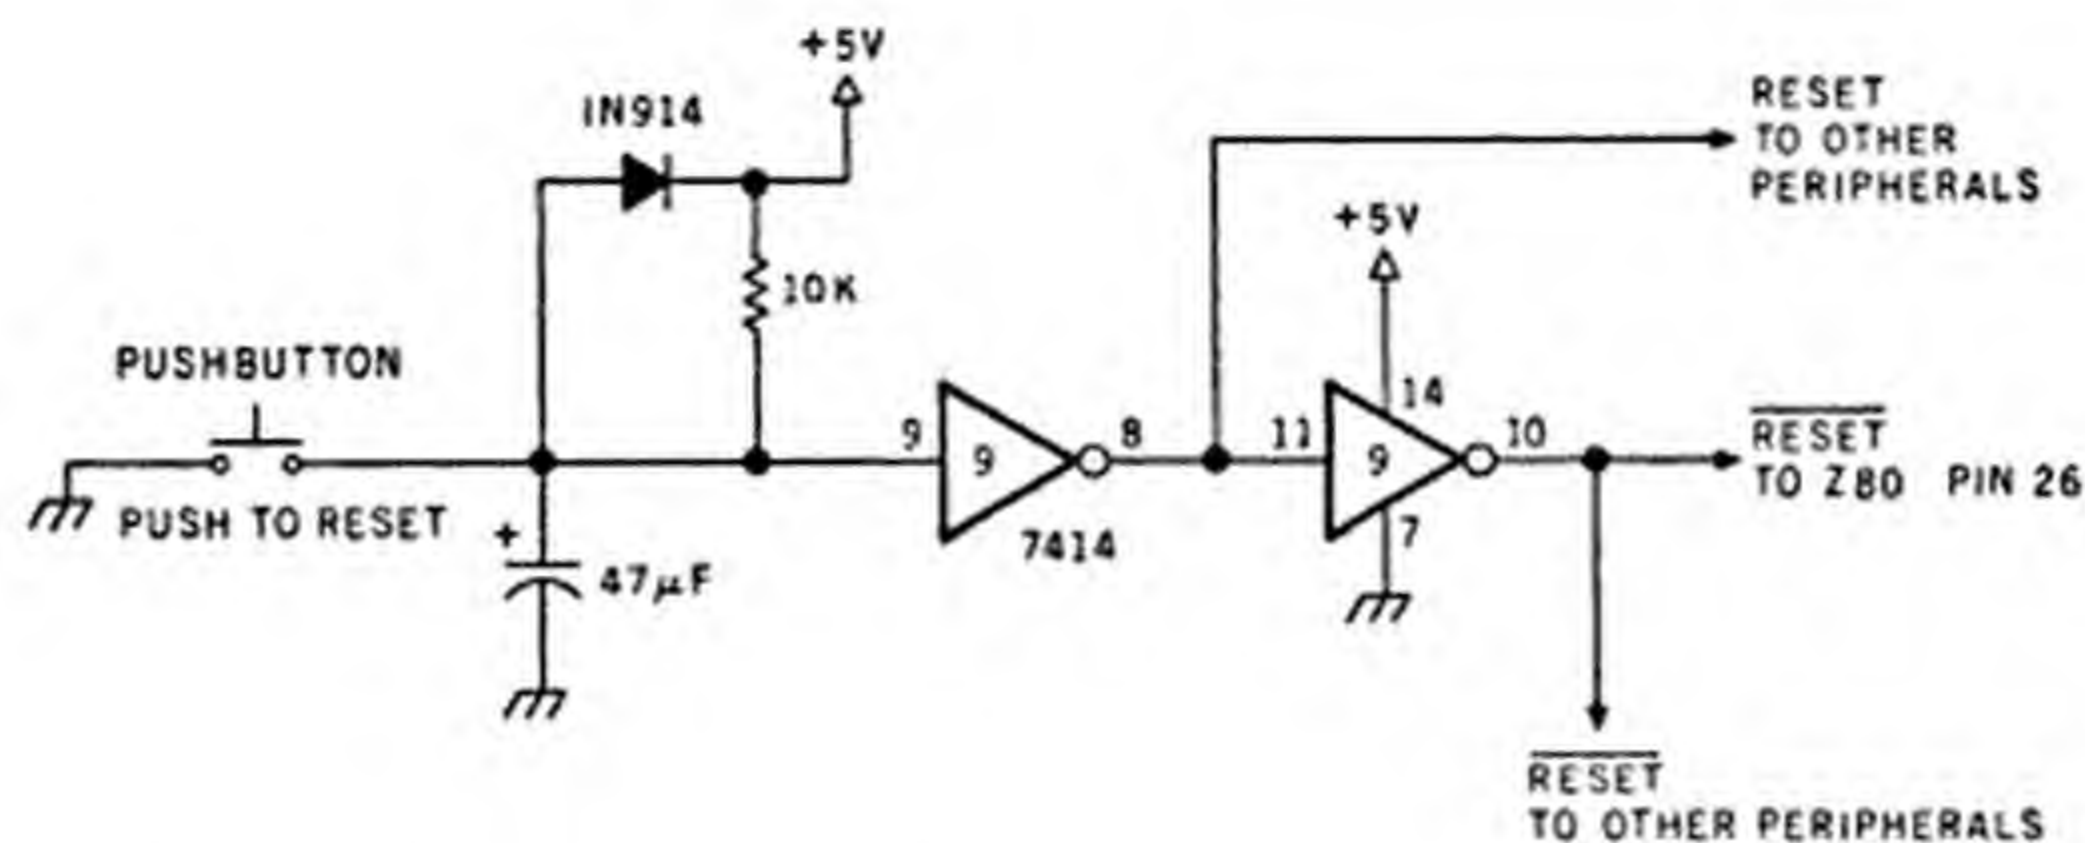 +5V
IN914
10K
PUSHBUTTON
PUSH TO RESET
+
47µF
9
9
8
7414
+5V
14
11
9
10
7
RESET
TO OTHER
PERIPHERALS
RESET
TO Z80 PIN 26
RESET
TO OTHER PERIPHERALS